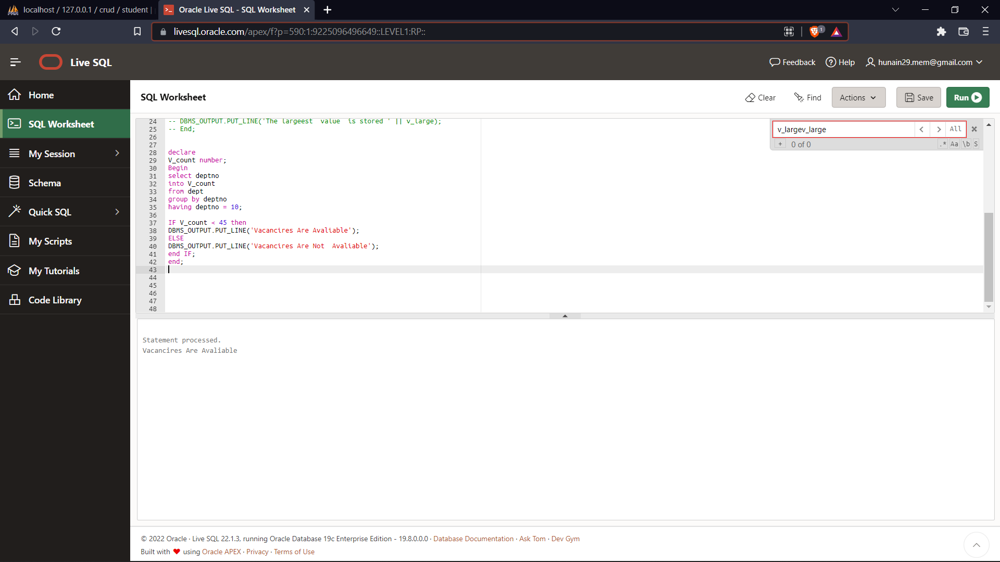 localhost / 127.0.0.1 / crud / student |
Oracle Live SQL - SQL Worksheet
livesql.oracle.com/apex/f?p=590:1:9225096496649::LEVEL1:RP::
1
Live SQL
Feedback
Help
hunain29.mem@gmail.com
Home
SQL Worksheet
My Session
Schema
Quick SQL
My Scripts
My Tutorials
Code Library
SQL Worksheet
Clear
Find
Actions
Save
Run
v_largev_large
All
+ 0 of 0 .* Aa \b S
24 -- DBMS_OUTPUT.PUT_LINE('The largeest  value  is stored ' || v_large);
25 -- End;
26
27
28 declare
29 V_count number;
30 Begin
31 select deptno
32 into V_count
33 from dept
34 group by deptno
35 having deptno = 10;
36
37 IF V_count < 45 then
38 DBMS_OUTPUT.PUT_LINE('Vacancires Are Avaliable');
39 ELSE
40 DBMS_OUTPUT.PUT_LINE('Vacancires Are Not  Avaliable');
41 end IF;
42 end;
43
44
45
46
47
48
Statement processed.
Vacancires Are Avaliable
© 2022 Oracle · Live SQL 22.1.3, running Oracle Database 19c Enterprise Edition - 19.8.0.0.0 · Database Documentation · Ask Tom · Dev Gym
Built with ❤ using Oracle APEX · Privacy · Terms of Use